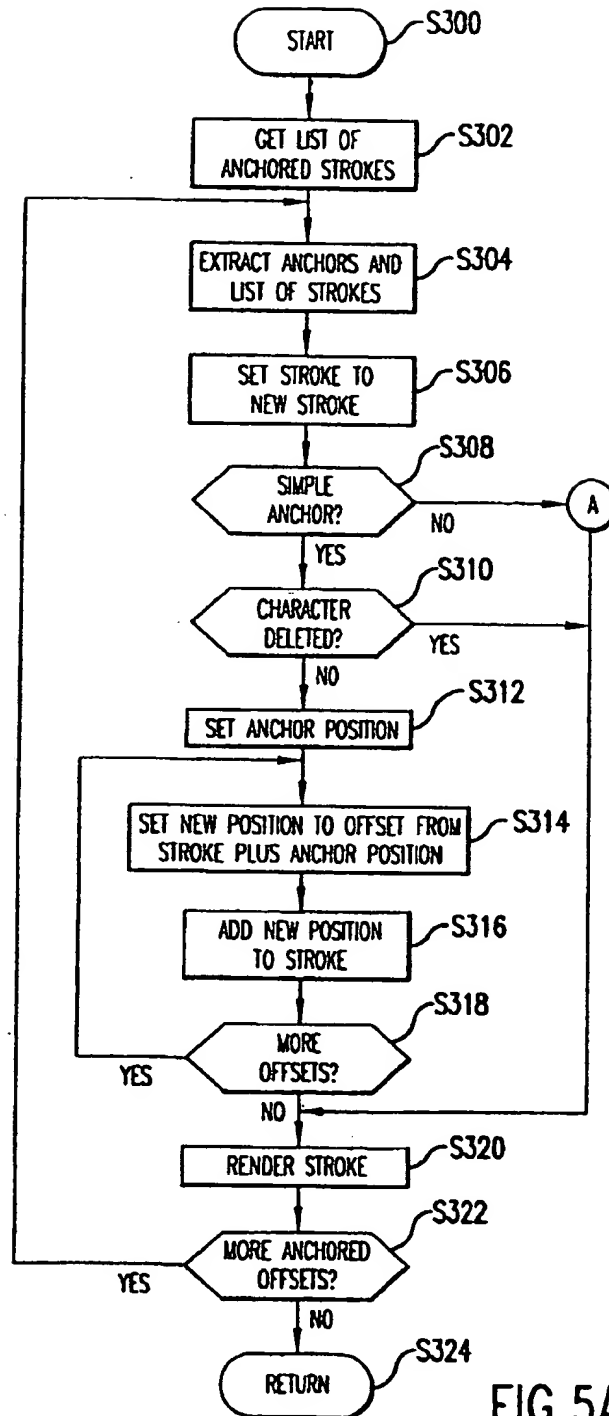 START
S300
GET LIST OF
ANCHORED STROKES
S302
EXTRACT ANCHORS AND
LIST OF STROKES
S304
SET STROKE TO
NEW STROKE
S306
SIMPLE
ANCHOR?
S308
NO
A
YES
CHARACTER
DELETED?
S310
YES
NO
SET ANCHOR POSITION
S312
SET NEW POSITION TO OFFSET FROM
STROKE PLUS ANCHOR POSITION
S314
ADD NEW POSITION
TO STROKE
S316
MORE
OFFSETS?
S318
YES
NO
RENDER STROKE
S320
MORE ANCHORED
OFFSETS?
S322
YES
NO
RETURN
S324
FIG.5A